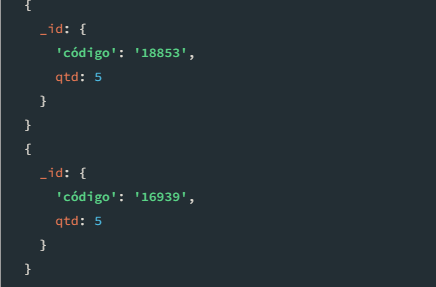 {
_id: {
'código': '18853',
qtd: 5
}
}
{
_id: {
'código': '16939',
qtd: 5
}
}